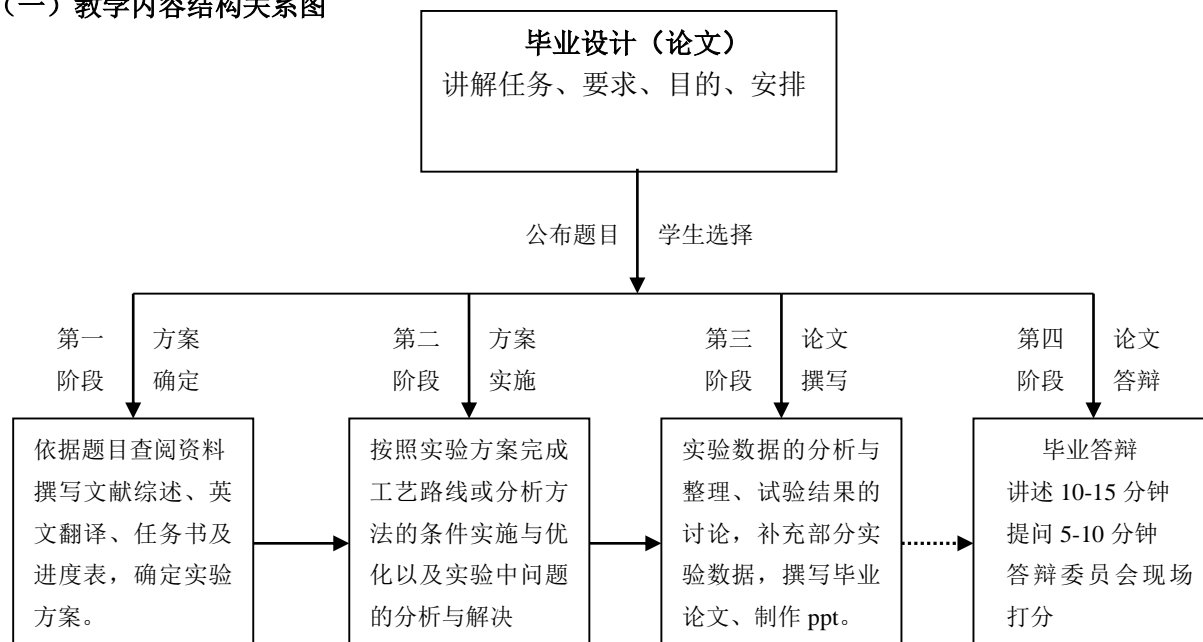 （一）教学内容结构关系图
毕业设计（论文）
讲解任务、要求、目的、安排
公布题目 学生选择
第一 方案
阶段 确定
第二 方案
阶段 实施
第三 论文
阶段 撰写
第四 论文
阶段 答辩
依据题目查阅资料
撰写文献综述、英
文翻译、任务书及
进度表，确定实验
方案。
按照实验方案完成
工艺路线或分析方
法的条件实施与优
化以及实验中问题
的分析与解决
实验数据的分析与
整理、试验结果的
讨论，补充部分实
验数据，撰写毕业
论文、制作 ppt。
毕业答辩
讲述 10-15 分钟
提问 5-10 分钟
答辩委员会现场
打分